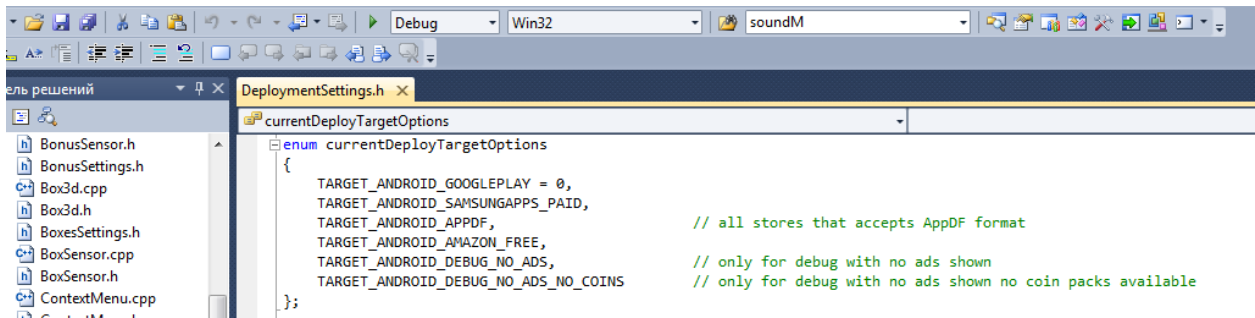 Debug Win32 soundM
ель решений DeploymentSettings.h
currentDeployTargetOptions
BonusSensor.h
BonusSettings.h
Box3d.cpp
Box3d.h
BoxesSettings.h
BoxSensor.cpp
BoxSensor.h
ContextMenu.cpp
enum currentDeployTargetOptions
{
TARGET_ANDROID_GOOGLEPLAY = 0,
TARGET_ANDROID_SAMSUNGAPPS_PAID,
TARGET_ANDROID_APPDF, // all stores that accepts AppDF format
TARGET_ANDROID_AMAZON_FREE,
TARGET_ANDROID_DEBUG_NO_ADS, // only for debug with no ads shown
TARGET_ANDROID_DEBUG_NO_ADS_NO_COINS // only for debug with no ads shown no coin packs available
};